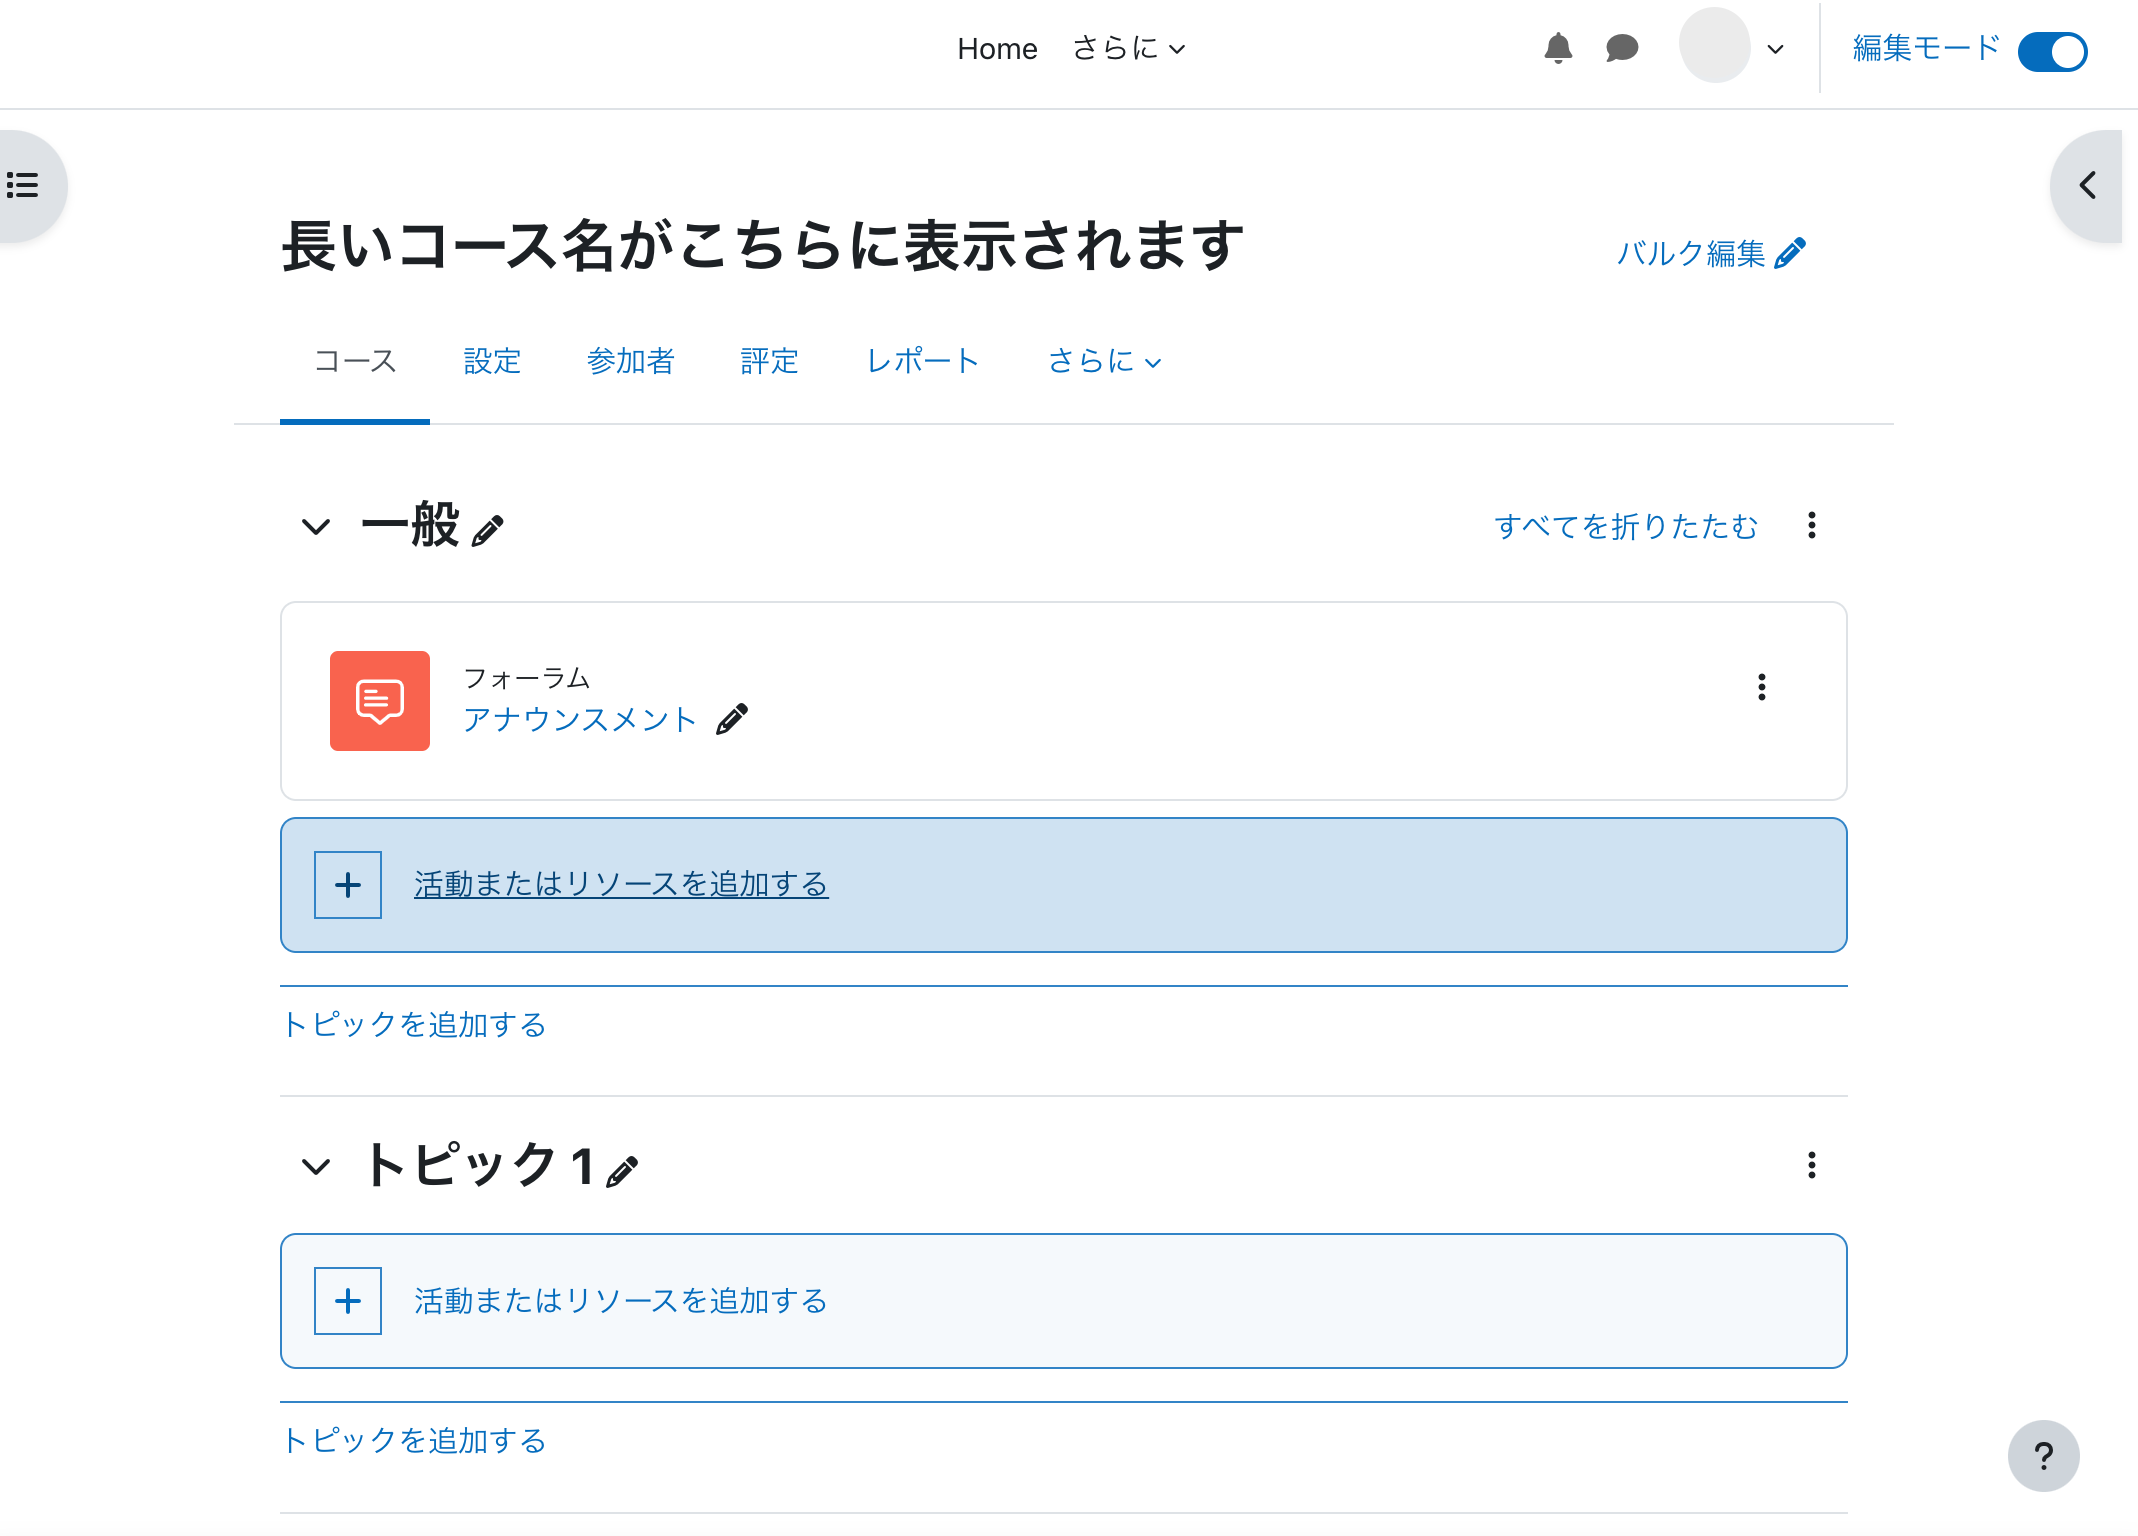 Home さらに 編集モード
長いコース名がこちらに表示されます バルク編集
コース 設定 参加者 評定 レポート さらに
一般 すべてを折りたたむ
フォーラム
アナウンスメント
活動またはリソースを追加する
トピックを追加する
トピック 1
活動またはリソースを追加する
トピックを追加する
?